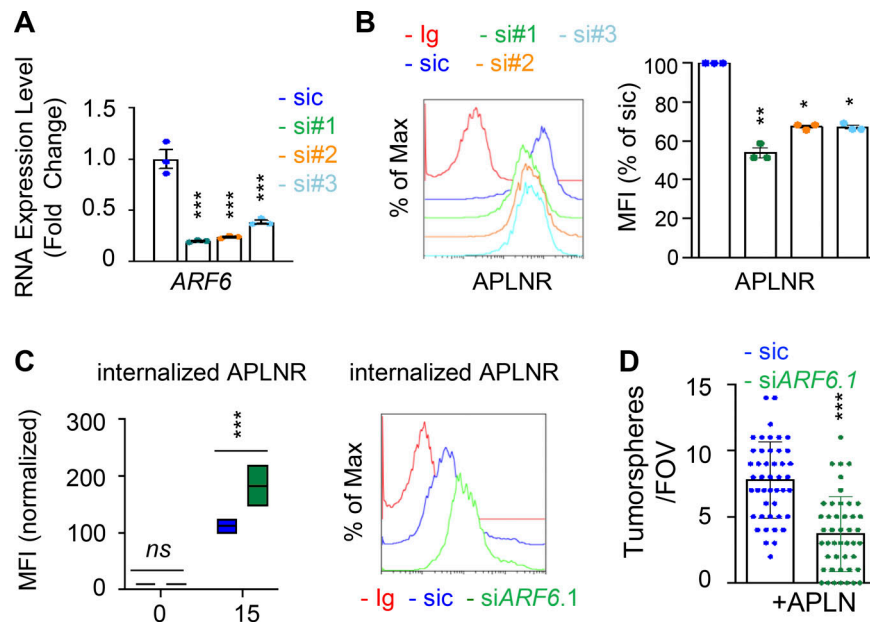 A
RNA Expression Level
(Fold Change)
1.5
1.0
0.5
0
- sic
- si#1
- si#2
- si#3
***
***
***
ARF6
B
- Ig - si#1 - si#3
- sic - si#2
% of Max
APLNR
MFI (% of sic)
100
80
60
40
20
0
**
*
*
APLNR
C
internalized APLNR
MFI (normalized)
300
200
100
0
ns
***
0 15
internalized APLNR
% of Max
- Ig - sic - siARF6.1
D
- sic
- siARF6.1
Tumorspheres
/FOV
15
10
5
0
***
+APLN